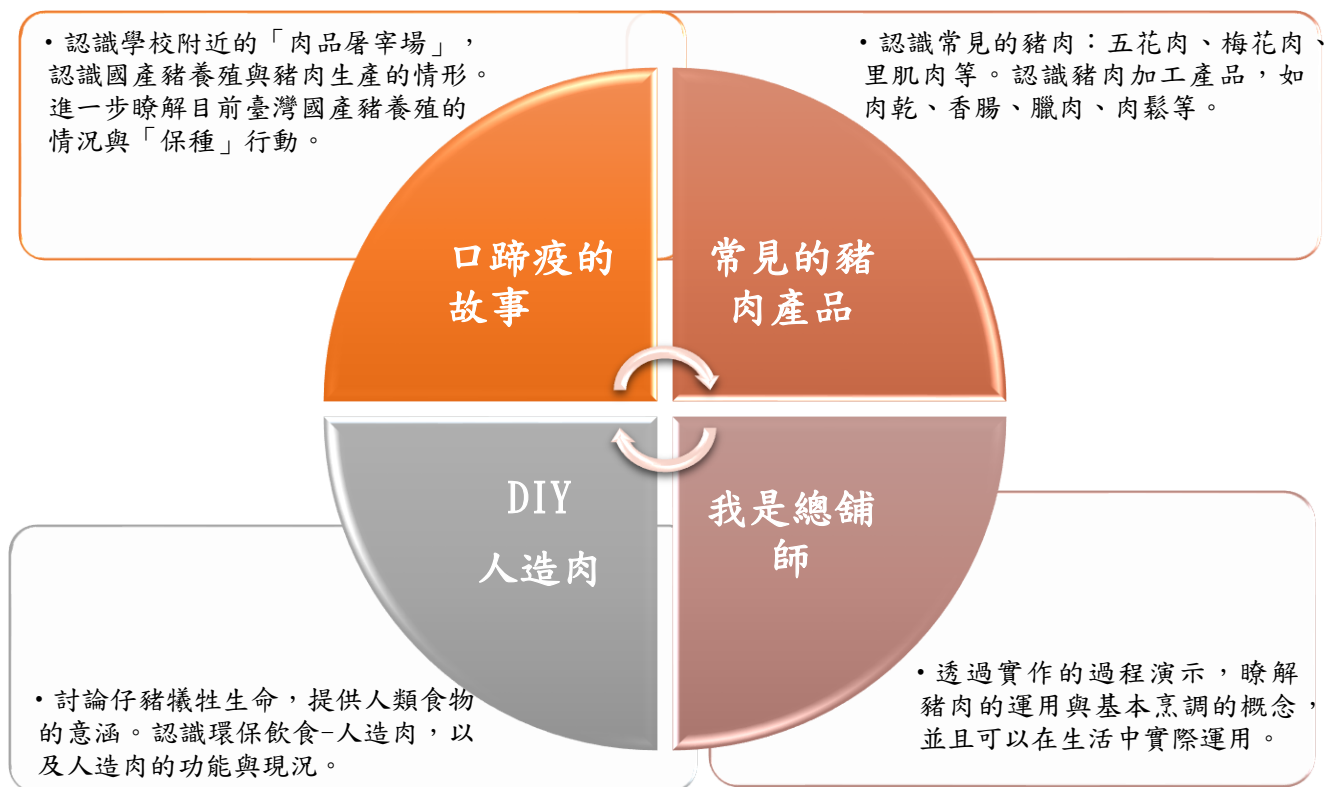 •認識學校附近的「肉品屠宰場」，
認識國產豬養殖與豬肉生產的情形。
進一步瞭解目前臺灣國產豬養殖的
情況與「保種」行動。
•認識常見的豬肉：五花肉、梅花肉、
里肌肉等。認識豬肉加工產品，如
肉乾、香腸、臘肉、肉鬆等。
口蹄疫的
故事
常見的豬
肉產品
DIY
人造肉
我是總舖
師
•討論仔豬犧牲生命，提供人類食物
的意涵。認識環保飲食-人造肉，以
及人造肉的功能與現況。
•透過實作的過程演示，瞭解
豬肉的運用與基本烹調的概念，
並且可以在生活中實際運用。